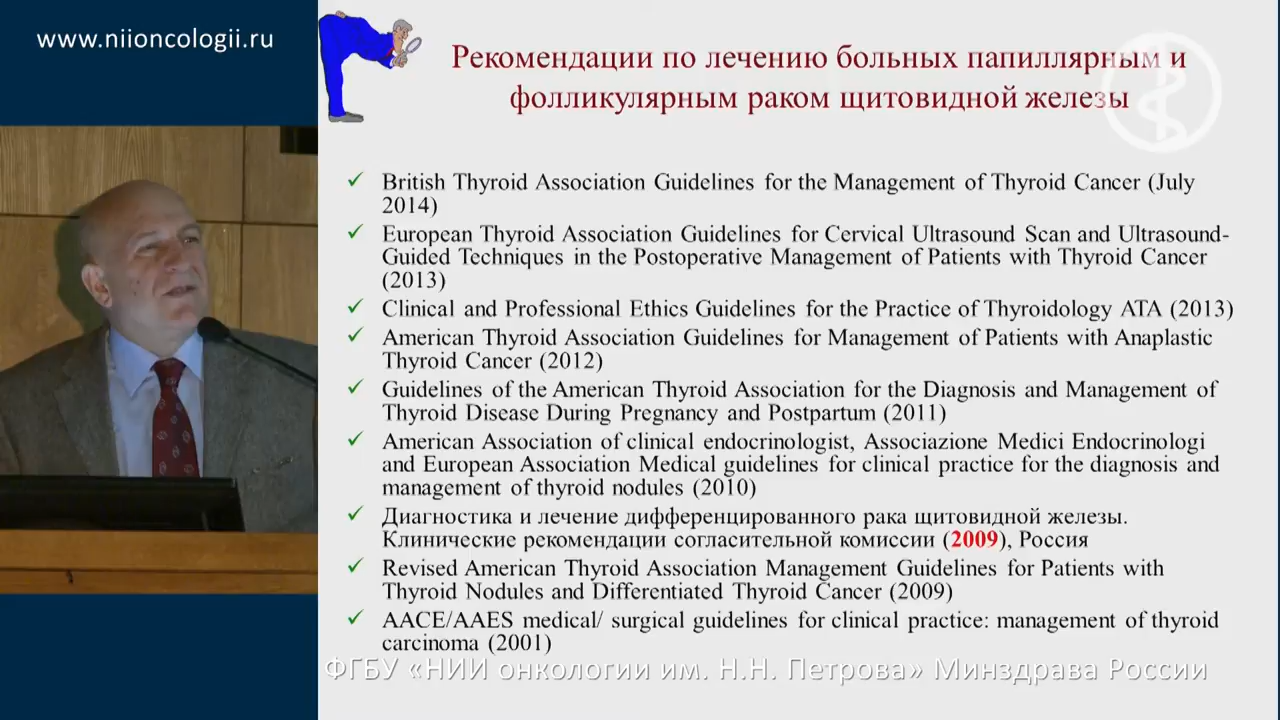 www.niioncologii.ru
Рекомендации по лечению больных папиллярным и
фолликулярным раком щитовидной железы
British Thyroid Association Guidelines for the Management of Thyroid Cancer (July
2014)
European Thyroid Association Guidelines for Cervical Ultrasound Scan and Ultrasound-
Guided Techniques in the Postoperative Management of Patients with Thyroid Cancer
(2013)
Clinical and Professional Ethics Guidelines for the Practice of Thyroidology ATA (2013)
American Thyroid Association Guidelines for Management of Patients with Anaplastic
Thyroid Cancer (2012)
Guidelines of the American Thyroid Association for the Diagnosis and Management of
Thyroid Disease During Pregnancy and Postpartum (2011)
American Association of clinical endocrinologist, Associazione Medici Endocrinologi
and European Association Medical guidelines for clinical practice for the diagnosis and
management of thyroid nodules (2010)
Диагностика и лечение дифференцированного рака щитовидной железы.
Клинические рекомендации согласительной комиссии (2009), Россия
Revised American Thyroid Association Management Guidelines for Patients with
Thyroid Nodules and Differentiated Thyroid Cancer (2009)
AACE/AAES medical/ surgical guidelines for clinical practice: management of thyroid
carcinoma (2001)
ФГБУ «НИИ онкологии им. Н.Н. Петрова» Минздрава России